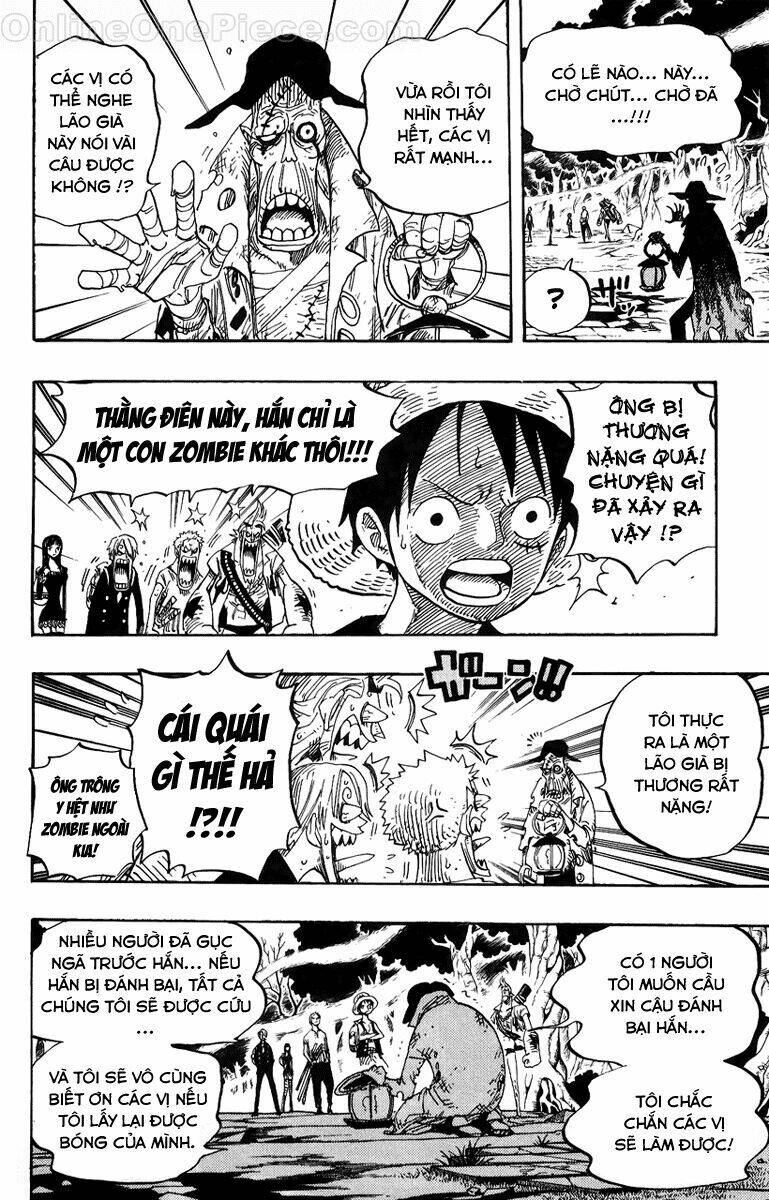 OnlineOnePiece.com
CÓ LẼ NÀO... NÀY...
CHỜ CHÚT... CHỜ ĐÃ
...!!!
?
VỪA RỒI TÔI
NHÌN THẤY
HẾT, CÁC VỊ
RẤT MẠNH...
CÁC VỊ CÓ
THỂ NGHE
LÃO GIÀ
NÀY NÓI VÀI
CÂU ĐƯỢC
KHÔNG !?
ÔNG BỊ
THƯƠNG
NẶNG QUÁ!
CHUYỆN GÌ
ĐÃ XẢY RA
VẬY !?
THẰNG ĐIÊN NÀY, HẮN CHỈ LÀ
MỘT CON ZOMBIE KHÁC THÔI!!!
TÔI THỰC
RA LÀ MỘT
LÃO GIÀ BỊ
THƯƠNG RẤT
NẶNG!
CÁI QUÁI
GÌ THẾ HẢ
!?!!
ÔNG TRÔNG
Y HỆT NHƯ
ZOMBIE NGOÀI
KIA!
CÓ 1 NGƯỜI
TÔI MUỐN CẦU
XIN CẬU ĐÁNH
BẠI HẮN...
TÔI CHẮC
CHẮN CÁC VỊ
SẼ LÀM ĐƯỢC!
NHIỀU NGƯỜI ĐÃ GỤC
NGÃ TRƯỚC HẮN... NẾU
HẮN BỊ ĐÁNH BẠI, TẤT CẢ
CHÚNG TÔI SẼ ĐƯỢC CỨU
...
VÀ TÔI SẼ VÔ CÙNG
BIẾT ƠN CÁC VỊ NẾU
TÔI LẤY LẠI ĐƯỢC
BÓNG CỦA MÌNH.